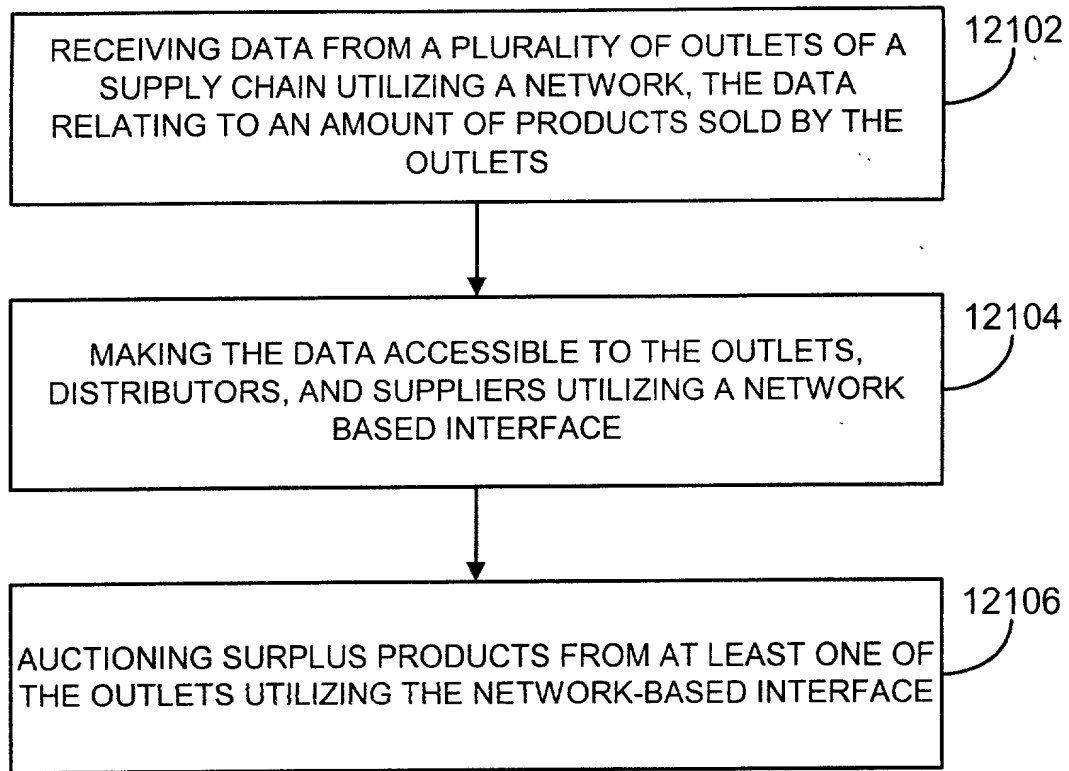 RECEIVING DATA FROM A PLURALITY OF OUTLETS OF A
SUPPLY CHAIN UTILIZING A NETWORK, THE DATA
RELATING TO AN AMOUNT OF PRODUCTS SOLD BY THE
OUTLETS
12102
MAKING THE DATA ACCESSIBLE TO THE OUTLETS,
DISTRIBUTORS, AND SUPPLIERS UTILIZING A NETWORK
BASED INTERFACE
12104
AUCTIONING SURPLUS PRODUCTS FROM AT LEAST ONE OF
THE OUTLETS UTILIZING THE NETWORK-BASED INTERFACE
12106